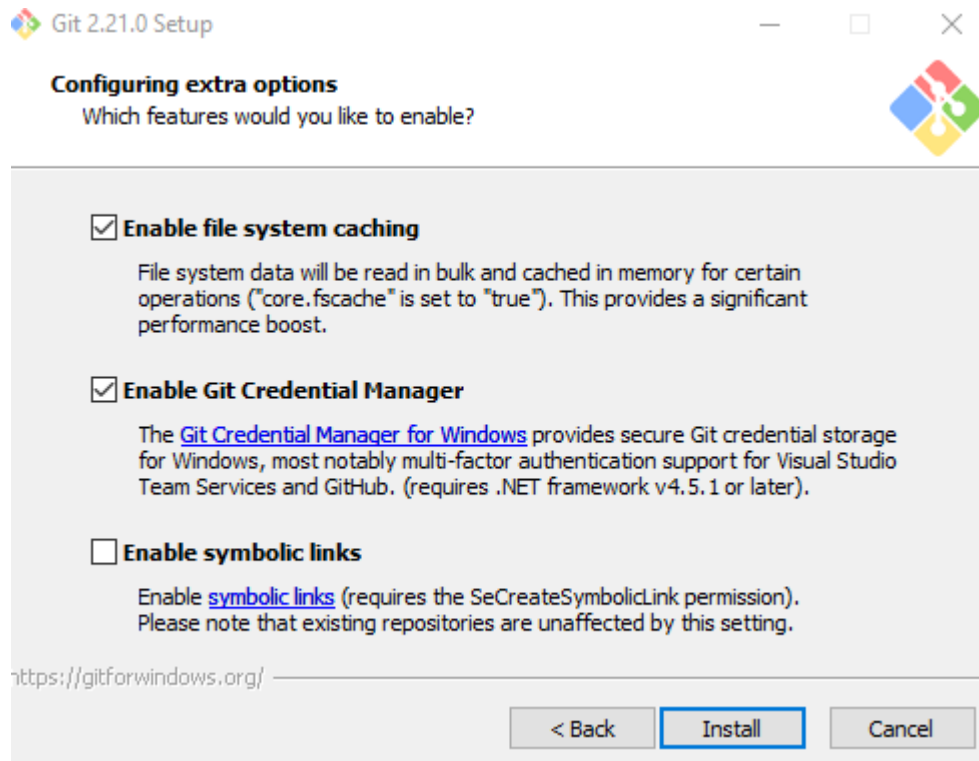 Git 2.21.0 Setup
Configuring extra options
Which features would you like to enable?
Enable file system caching
File system data will be read in bulk and cached in memory for certain
operations ("core.fscache" is set to "true"). This provides a significant
performance boost.
Enable Git Credential Manager
The Git Credential Manager for Windows provides secure Git credential storage
for Windows, most notably multi-factor authentication support for Visual Studio
Team Services and GitHub. (requires .NET framework v4.5.1 or later).
Enable symbolic links
Enable symbolic links (requires the SeCreateSymbolicLink permission).
Please note that existing repositories are unaffected by this setting.
https://gitforwindows.org/
< Back Install Cancel